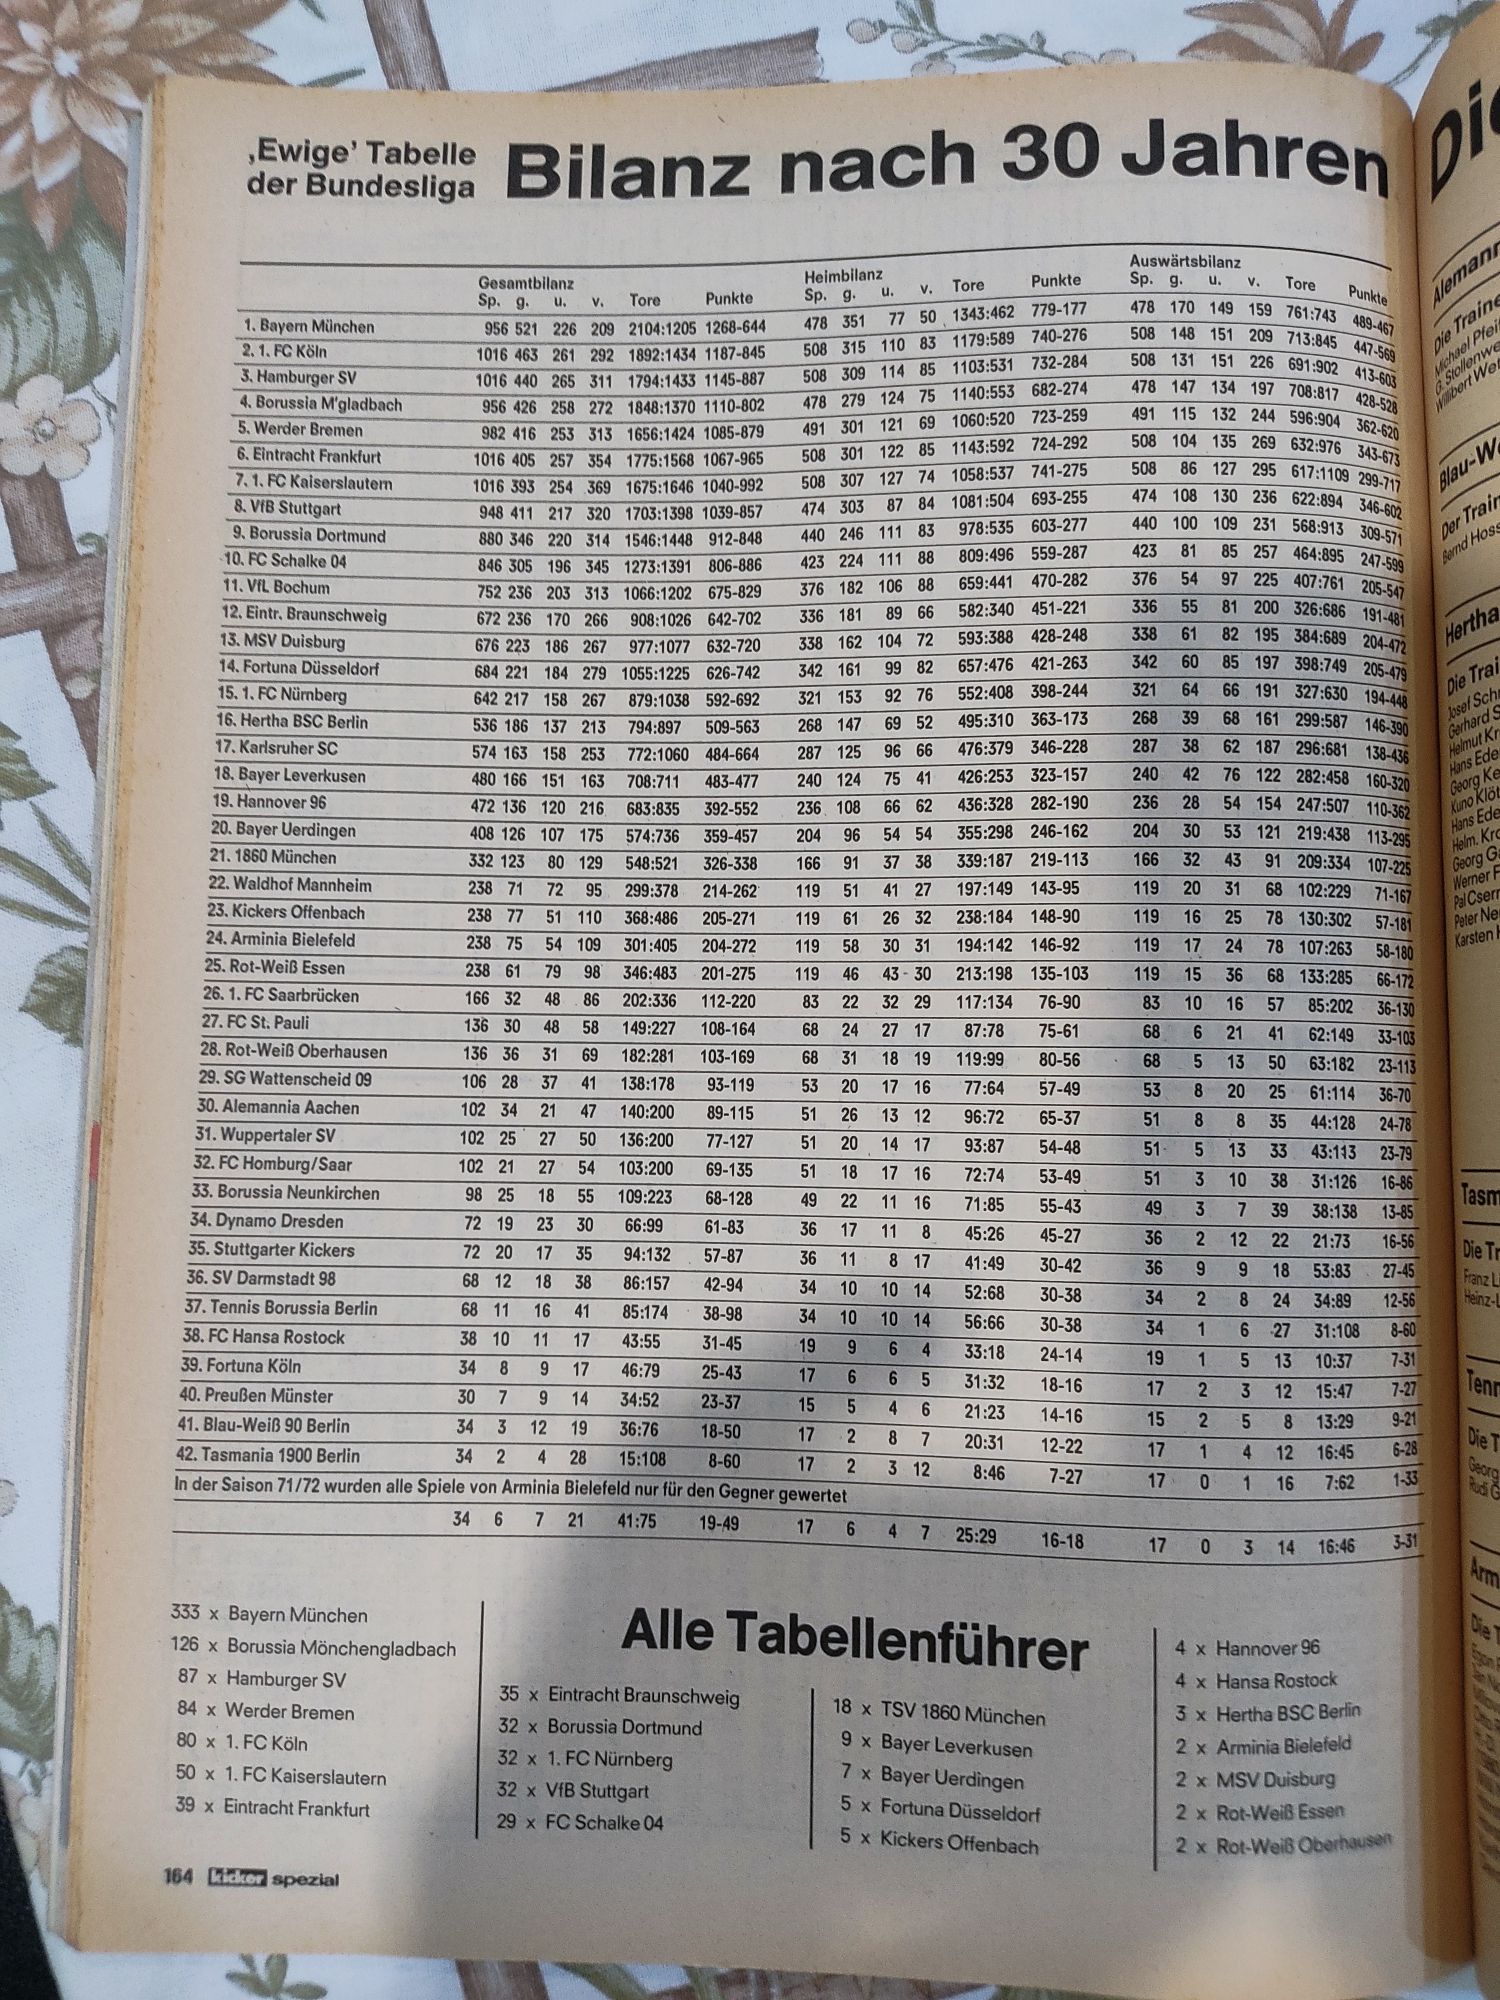 ‚Ewige' Tabelle
der Bundesliga
Bilanz nach 30 Jahren
Gesamtbilanz Heimbilanz Auswärtsbilanz
Sp. g. u. v. Tore Punkte Sp. g. u. v. Tore Punkte Sp. g. u. v. Tore Punkte
1. Bayern München 956 521 226 209 2104:1205 1268-644 478 351 77 50 1343:462 779-177 478 170 149 159 761:743 489-467
2. 1. FC Köln 1016 463 261 292 1892:1434 1187-845 508 315 110 83 1179:589 740-276 508 148 151 209 713:845 447-569
3. Hamburger SV 1016 440 265 311 1794:1433 1145-887 508 309 114 85 1103:531 732-284 508 131 151 226 691:902 413-603
4. Borussia M'gladbach 956 426 258 272 1848:1370 1110-802 478 279 124 75 1140:553 682-274 478 147 134 197 708:817 428-528
5. Werder Bremen 982 416 253 313 1656:1424 1085-879 491 301 121 69 1060:520 723-259 491 115 132 244 596:904 362-620
6. Eintracht Frankfurt 1016 405 257 354 1775:1568 1067-965 508 301 122 85 1143:592 724-292 508 104 135 269 632:976 343-673
7. 1. FC Kaiserslautern 1016 393 254 369 1675:1646 1040-992 508 307 127 74 1058:537 741-275 508 86 127 295 617:1109 299-717
8. VfB Stuttgart 948 411 217 320 1703:1398 1039-857 474 303 87 84 1081:504 693-255 474 108 130 236 622:894 346-602
9. Borussia Dortmund 880 346 220 314 1546:1448 912-848 440 246 111 83 978:535 603-277 440 100 109 231 568:913 309-571
10. FC Schalke 04 846 305 196 345 1273:1391 806-886 423 224 111 88 809:496 559-287 423 81 85 257 464:895 247-599
11. VfL Bochum 752 236 203 313 1066:1202 675-829 376 182 106 88 659:441 470-282 376 54 97 225 407:761 205-547
12. Eintr. Braunschweig 672 236 170 266 908:1026 642-702 336 181 89 66 582:340 451-221 336 55 81 200 326:686 191-481
13. MSV Duisburg 676 223 186 267 977:1077 632-720 338 162 104 72 593:388 428-248 338 61 82 195 384:689 204-472
14. Fortuna Düsseldorf 684 221 184 279 1055:1225 626-742 342 161 99 82 657:476 421-263 342 60 85 197 398:749 205-479
15. 1. FC Nürnberg 642 217 158 267 879:1038 592-692 321 153 92 76 552:408 398-244 321 64 66 191 327:630 194-448
16. Hertha BSC Berlin 536 186 137 213 794:897 509-563 268 147 69 52 495:310 363-173 268 39 68 161 299:587 146-390
17. Karlsruher SC 574 163 158 253 772:1060 484-664 287 125 96 66 476:379 346-228 287 38 62 187 296:681 138-436
18. Bayer Leverkusen 480 166 151 163 708:711 483-477 240 124 75 41 426:253 323-157 240 42 76 122 282:458 160-320
19. Hannover 96 472 136 120 216 683:835 392-552 236 108 66 62 436:328 282-190 236 28 54 154 247:507 110-362
20. Bayer Uerdingen 408 126 107 175 574:736 359-457 204 96 54 54 355:298 246-162 204 30 53 121 219:438 113-295
21. 1860 München 332 123 80 129 548:521 326-338 166 91 37 38 339:187 219-113 166 32 43 91 209:334 107-225
22. Waldhof Mannheim 238 71 72 95 299:378 214-262 119 51 41 27 197:149 143-95 119 20 31 68 102:229 71-167
23. Kickers Offenbach 238 77 51 110 368:486 205-271 119 61 26 32 238:184 148-90 119 16 25 78 130:302 57-181
24. Arminia Bielefeld 238 75 54 109 301:405 204-272 119 58 30 31 194:142 146-92 119 17 24 78 107:263 58-180
25. Rot-Weiß Essen 238 61 79 98 346:483 201-275 119 46 43 30 213:198 135-103 119 15 36 68 133:285 66-172
26. 1. FC Saarbrücken 166 32 48 86 202:336 112-220 83 22 32 29 117:134 76-90 83 10 16 57 85:202 36-130
27. FC St. Pauli 136 30 48 58 149:227 108-164 68 24 27 17 87:78 75-61 68 6 21 41 62:149 33-103
28. Rot-Weiß Oberhausen 136 36 31 69 182:281 103-169 68 31 18 19 119:99 80-56 68 5 13 50 63:182 23-113
29. SG Wattenscheid 09 106 28 37 41 138:178 93-119 53 20 17 16 77:64 57-49 53 8 20 25 61:114 36-70
30. Alemannia Aachen 102 34 21 47 140:200 89-115 51 26 13 12 96:72 65-37 51 8 8 35 44:128 24-78
31. Wuppertaler SV 102 25 27 50 136:200 77-127 51 20 14 17 93:87 54-48 51 5 13 33 43:113 23-79
32. FC Homburg/Saar 102 21 27 54 103:200 69-135 51 18 17 16 72:74 53-49 51 3 10 38 31:126 16-86
33. Borussia Neunkirchen 98 25 18 55 109:223 68-128 49 22 11 16 71:85 55-43 49 3 7 39 38:138 13-85
34. Dynamo Dresden 72 19 23 30 66:99 61-83 36 17 11 8 45:26 45-27 36 2 12 22 21:73 16-56
35. Stuttgarter Kickers 72 20 17 35 94:132 57-87 36 11 8 17 41:49 30-42 36 9 9 18 53:83 27-45
36. SV Darmstadt 98 68 12 18 38 86:157 42-94 34 10 10 14 52:68 30-38 34 2 8 24 34:89 12-56
37. Tennis Borussia Berlin 68 11 16 41 85:174 38-98 34 10 10 14 56:66 30-38 34 1 6 27 31:108 8-60
38. FC Hansa Rostock 38 10 11 17 43:55 31-45 19 9 6 4 33:18 24-14 19 1 5 13 10:37 7-31
39. Fortuna Köln 34 8 9 17 46:79 25-43 17 6 6 5 31:32 18-16 17 2 3 12 15:47 7-27
40. Preußen Münster 30 7 9 14 34:52 23-37 15 5 4 6 21:23 14-16 15 2 5 8 13:29 9-21
41. Blau-Weiß 90 Berlin 34 3 12 19 36:76 18-50 17 2 8 7 20:31 12-22 17 1 4 12 16:45 6-28
42. Tasmania 1900 Berlin 34 2 4 28 15:108 8-60 17 2 3 12 8:46 7-27 17 0 1 16 7:62 1-33
In der Saison 71/72 wurden alle Spiele von Arminia Bielefeld nur für den Gegner gewertet
34 6 7 21 41:75 19-49 17 6 4 7 25:29 16-18 17 0 3 14 16:46 3-31
Alle Tabellenführer
333 x Bayern München
126 x Borussia Mönchengladbach
87 x Hamburger SV
84 x Werder Bremen
80 x 1. FC Köln
50 x 1. FC Kaiserslautern
39 x Eintracht Frankfurt
35 x Eintracht Braunschweig
32 x Borussia Dortmund
32 x 1. FC Nürnberg
32 x VfB Stuttgart
29 x FC Schalke 04
18 x TSV 1860 München
9 x Bayer Leverkusen
7 x Bayer Uerdingen
5 x Fortuna Düsseldorf
5 x Kickers Offenbach
4 x Hannover 96
4 x Hansa Rostock
3 x Hertha BSC Berlin
2 x Arminia Bielefeld
2 x MSV Duisburg
2 x Rot-Weiß Essen
2 x Rot-Weiß Oberhausen
164 kicker spezial